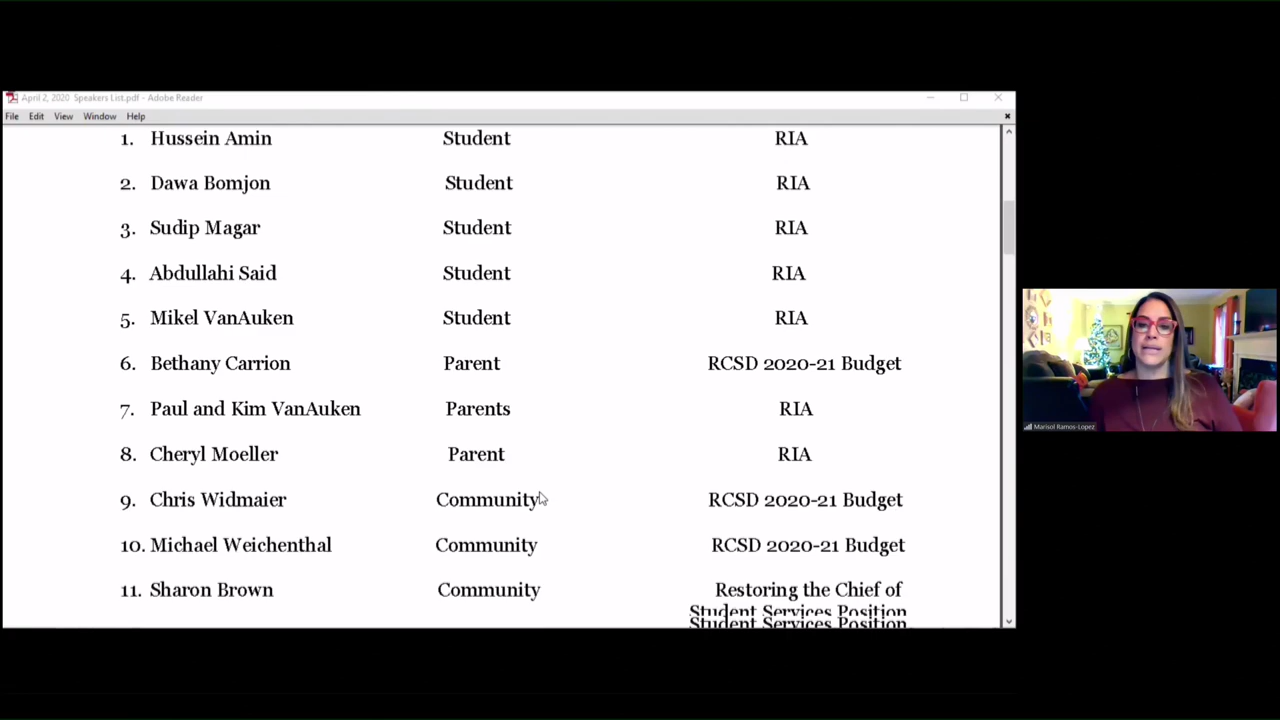 April 2, 2020 Speakers List.pdf - Adobe Reader
File Edit View Window Help
1. Hussein Amin Student RIA
2. Dawa Bomjon Student RIA
3. Sudip Magar Student RIA
4. Abdullahi Said Student RIA
5. Mikel VanAuken Student RIA
6. Bethany Carrion Parent RCSD 2020-21 Budget
7. Paul and Kim VanAuken Parents RIA
8. Cheryl Moeller Parent RIA
9. Chris Widmaier Community RCSD 2020-21 Budget
10. Michael Weichenthal Community RCSD 2020-21 Budget
11. Sharon Brown Community Restoring the Chief of
Student Services Position
Student Services Position
Marisol Ramos-Lopez